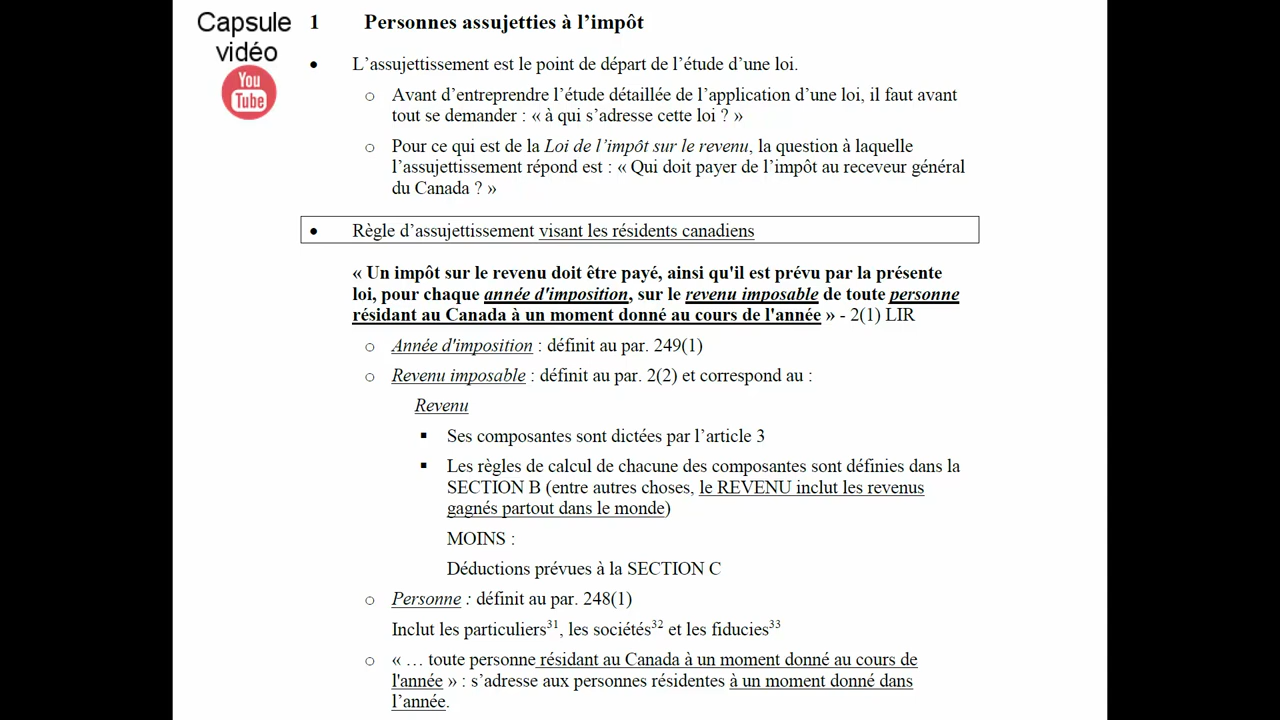 Capsule
vidéo
You
Tube
1 Personnes assujetties à l’impôt
• L’assujettissement est le point de départ de l’étude d’une loi.
o Avant d’entreprendre l’étude détaillée de l’application d’une loi, il faut avant
tout se demander : « à qui s’adresse cette loi ? »
o Pour ce qui est de la Loi de l’impôt sur le revenu, la question à laquelle
l’assujettissement répond est : « Qui doit payer de l’impôt au receveur général
du Canada ? »
• Règle d’assujettissement visant les résidents canadiens
« Un impôt sur le revenu doit être payé, ainsi qu'il est prévu par la présente
loi, pour chaque année d'imposition, sur le revenu imposable de toute personne
résidant au Canada à un moment donné au cours de l'année » - 2(1) LIR
o Année d'imposition : définit au par. 249(1)
o Revenu imposable : définit au par. 2(2) et correspond au :
Revenu
▪ Ses composantes sont dictées par l’article 3
▪ Les règles de calcul de chacune des composantes sont définies dans la
SECTION B (entre autres choses, le REVENU inclut les revenus
gagnés partout dans le monde)
MOINS :
Déductions prévues à la SECTION C
o Personne : définit au par. 248(1)
Inclut les particuliers31, les sociétés32 et les fiducies33
o « … toute personne résidant au Canada à un moment donné au cours de
l'année » : s’adresse aux personnes résidentes à un moment donné dans
l’année.